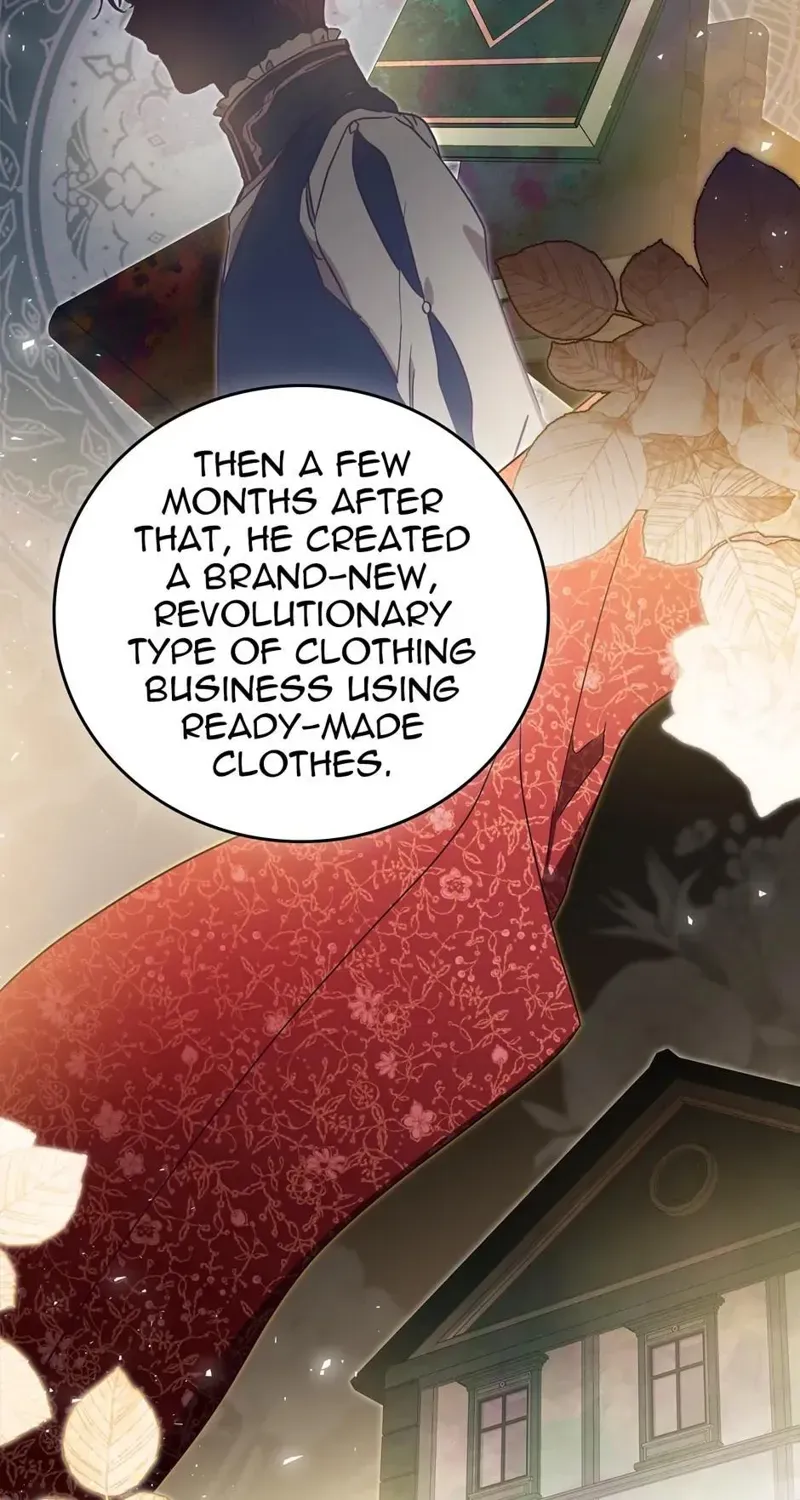 THEN A FEW
MONTHS AFTER
THAT, HE CREATED
A BRAND-NEW,
REVOLUTIONARY
TYPE OF CLOTHING
BUSINESS USING
READY-MADE
CLOTHES.